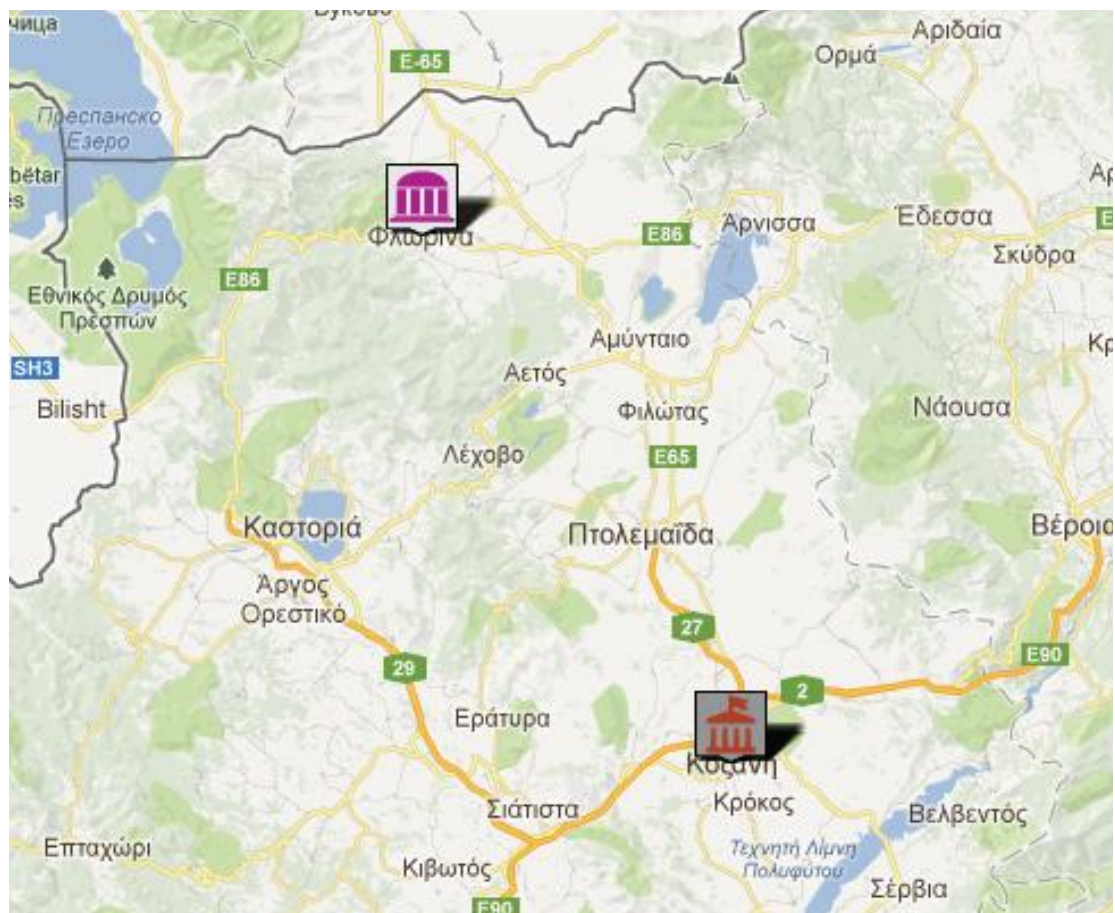 E-65
Αριδαία
Ορμά
Преспанско
Езеро
Φλώρινα
E86
Άρνισσα
Έδεσσα
Σκύδρα
E86
Εθνικός Δρυμός
Πρεσπών
Αμύνταιο
SH3
Αετός
Bilisht
Φιλώτας
Νάουσα
Λέχοβο
E65
Καστοριά
Πτολεμαΐδα
Βέροια
Άργος
Ορεστικό
27
E90
29
2
Εράτυρα
Κοζάνη
Σιάτιστα
Κρόκος
Βελβεντός
Επταχώρι
Κιβωτός
Τεχνητή Λίμνη
Πολυφύτου
Σέρβια
E90